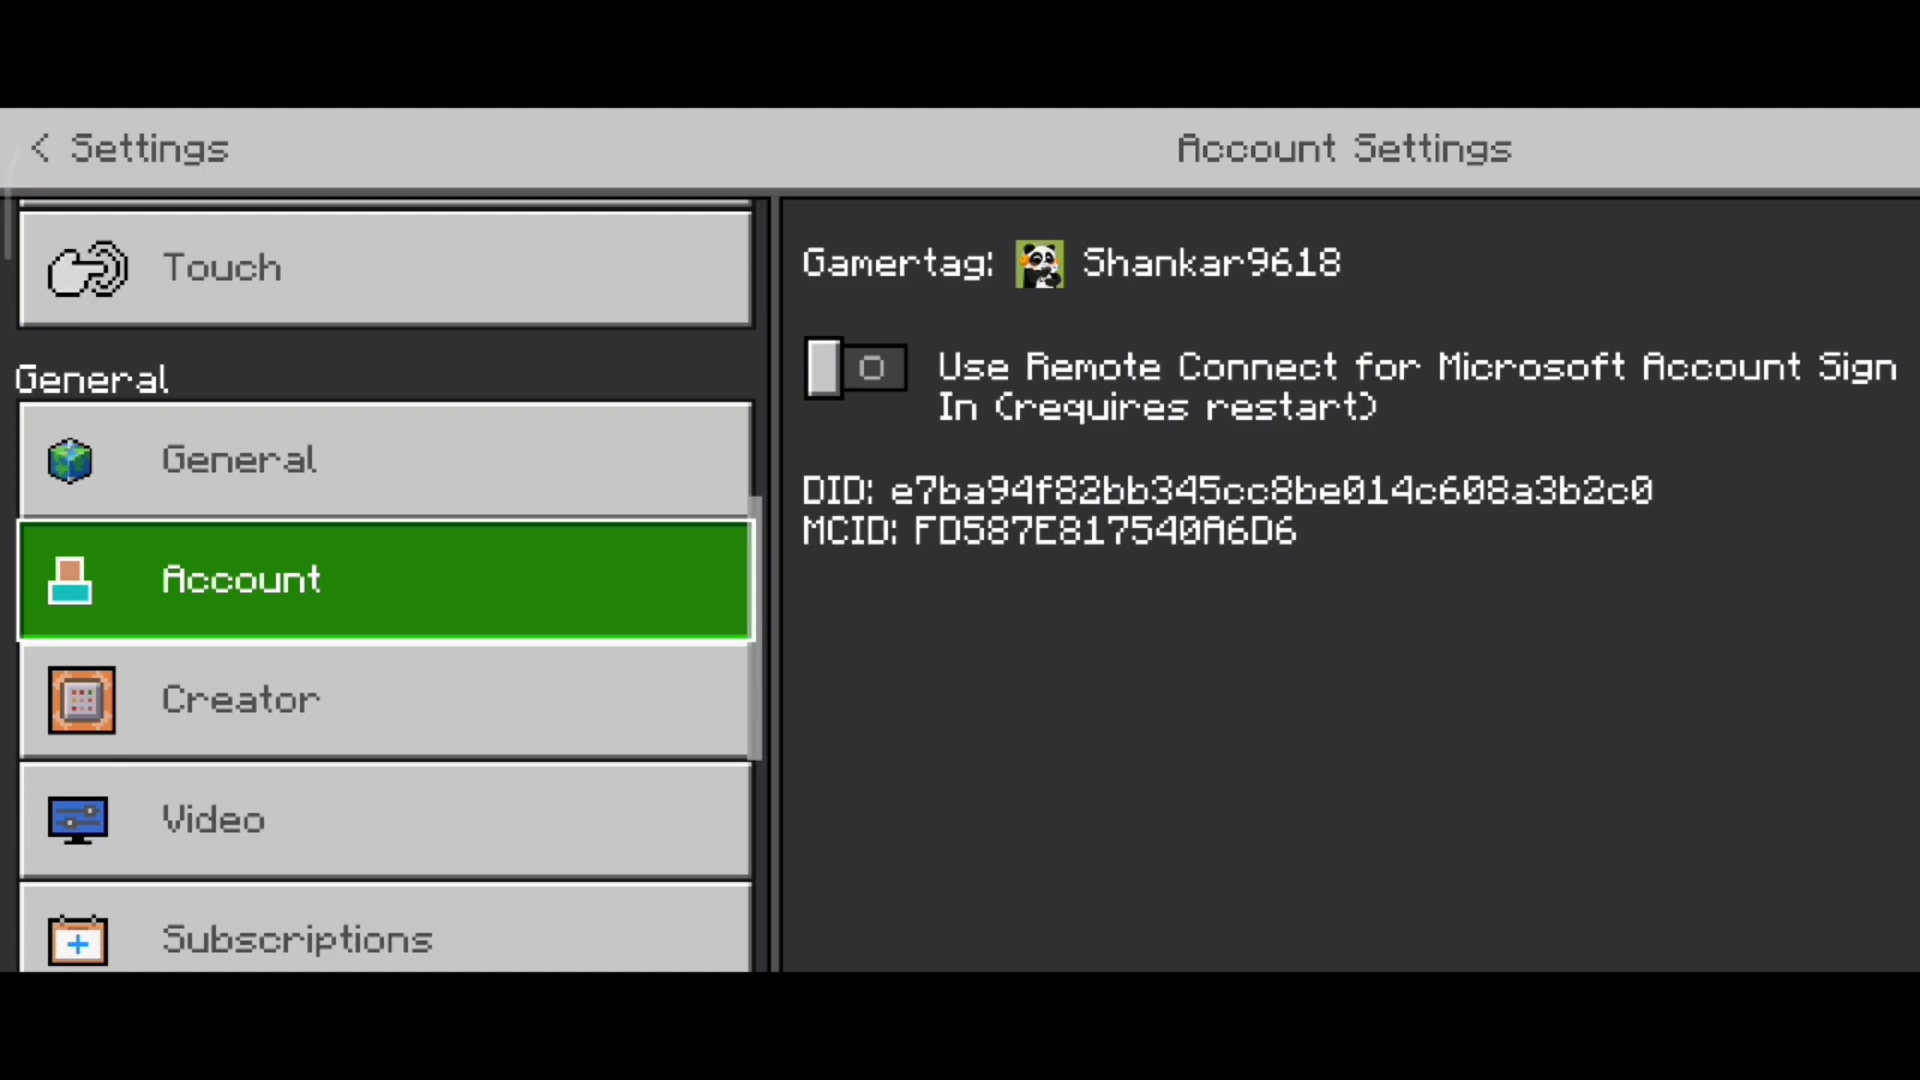 < Settings
Account Settings
Touch
General
General
Account
Creator
Video
Subscriptions
Gamertag: Shankar9618
Use Remote Connect for Microsoft Account Sign
In (requires restart)
DID: e7ba94f82bb345cc8be014c608a3b2c0
MCID: FD587E817540A6D6